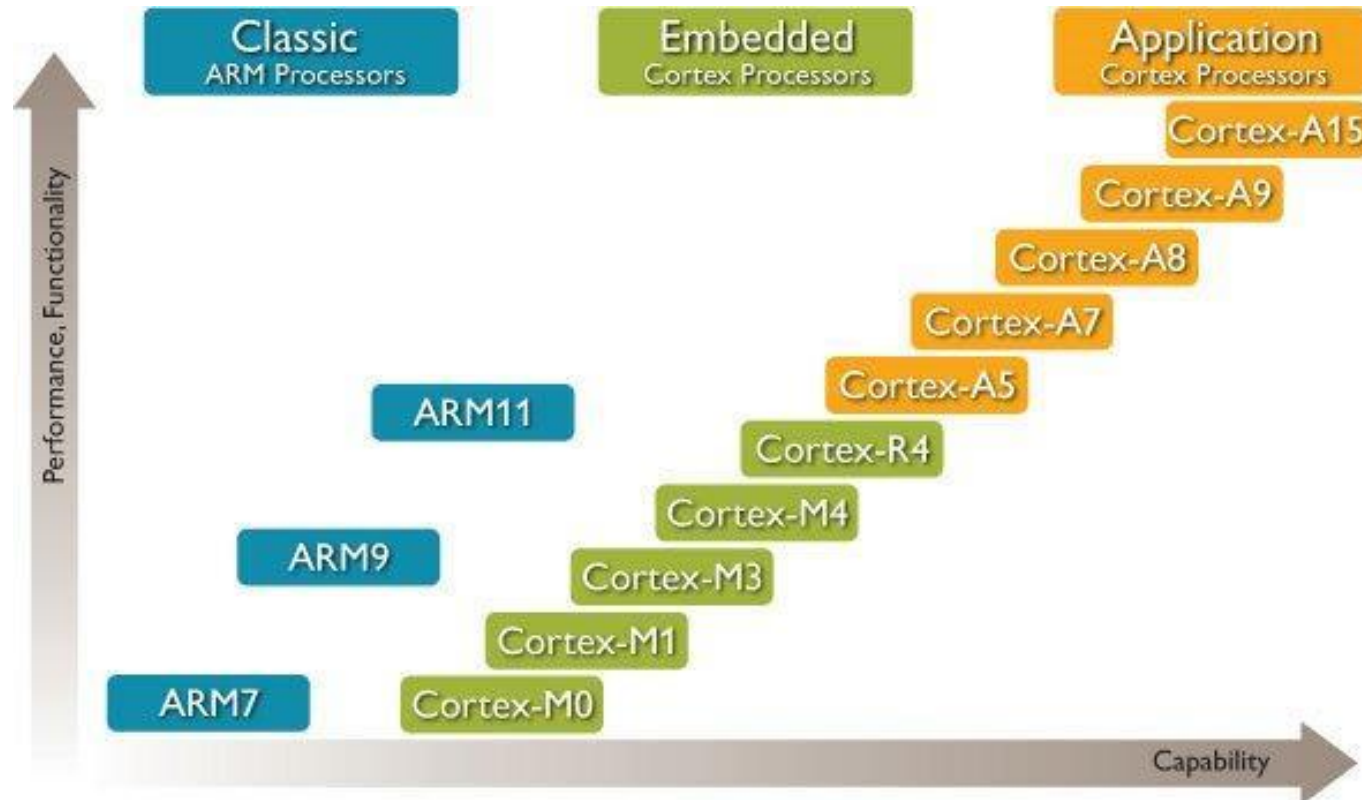 Classic
ARM Processors
Embedded
Cortex Processors
Application
Cortex Processors
Cortex-A15
Cortex-A9
Cortex-A8
Cortex-A7
Cortex-A5
ARM11
Cortex-R4
Cortex-M4
ARM9
Cortex-M3
Cortex-M1
ARM7
Cortex-M0
Performance, Functionality
Capability